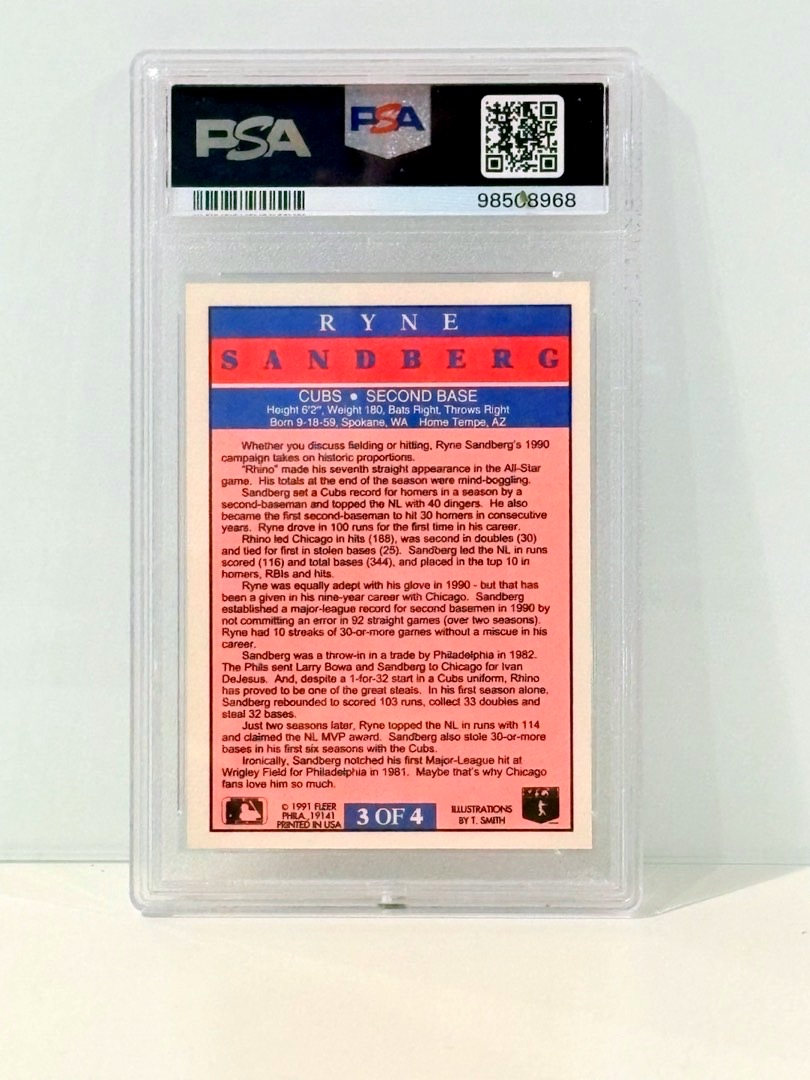 PSA
PSA
98508968
RYNE
SANDBERG
CUBS • SECOND BASE
Height 6'2", Weight 180, Bats Right, Throws Right
Born 9-18-59, Spokane, WA Home Tempe, AZ
Whether you discuss fielding or hitting, Ryne Sandberg's 1990
campaign takes on historic proportions.
"Rhino" made his seventh straight appearance in the All-Star
game. His totals at the end of the season were mind-boggling.
Sandberg set a Cubs record for homers in a season by a
second-baseman and topped the NL with 40 dingers. He also
became the first second-baseman to hit 30 homers in consecutive
years. Ryne drove in 100 runs for the first time in his career.
Rhino led Chicago in hits (188), was second in doubles (30)
and tied for first in stolen bases (25). Sandberg led the NL in runs
scored (116) and total bases (344), and placed in the top 10 in
homers, RBIs and hits.
Ryne was equally adept with his glove in 1990 - but that has
been a given in his nine-year career with Chicago. Sandberg
established a major-league record for second basemen in 1990 by
not committing an error in 92 straight games (over two seasons).
Ryne had 10 streaks of 30-or-more games without a miscue in his
career.
Sandberg was a throw-in in a trade by Philadelphia in 1982.
The Phils sent Larry Bowa and Sandberg to Chicago for Ivan
DeJesus. And, despite a 1-for-32 start in a Cubs uniform, Rhino
has proved to be one of the great steals. In his first season alone,
Sandberg rebounded to scored 103 runs, collect 33 doubles and
steal 32 bases.
Just two seasons later, Ryne topped the NL in runs with 114
and claimed the NL MVP award. Sandberg also stole 30-or-more
bases in his first six seasons with the Cubs.
Ironically, Sandberg notched his first Major-League hit at
Wrigley Field for Philadelphia in 1981. Maybe that's why Chicago
fans love him so much.
© 1991 FLEER
PHILA., 19141
PRINTED IN USA
3 OF 4
ILLUSTRATIONS
BY T. SMITH